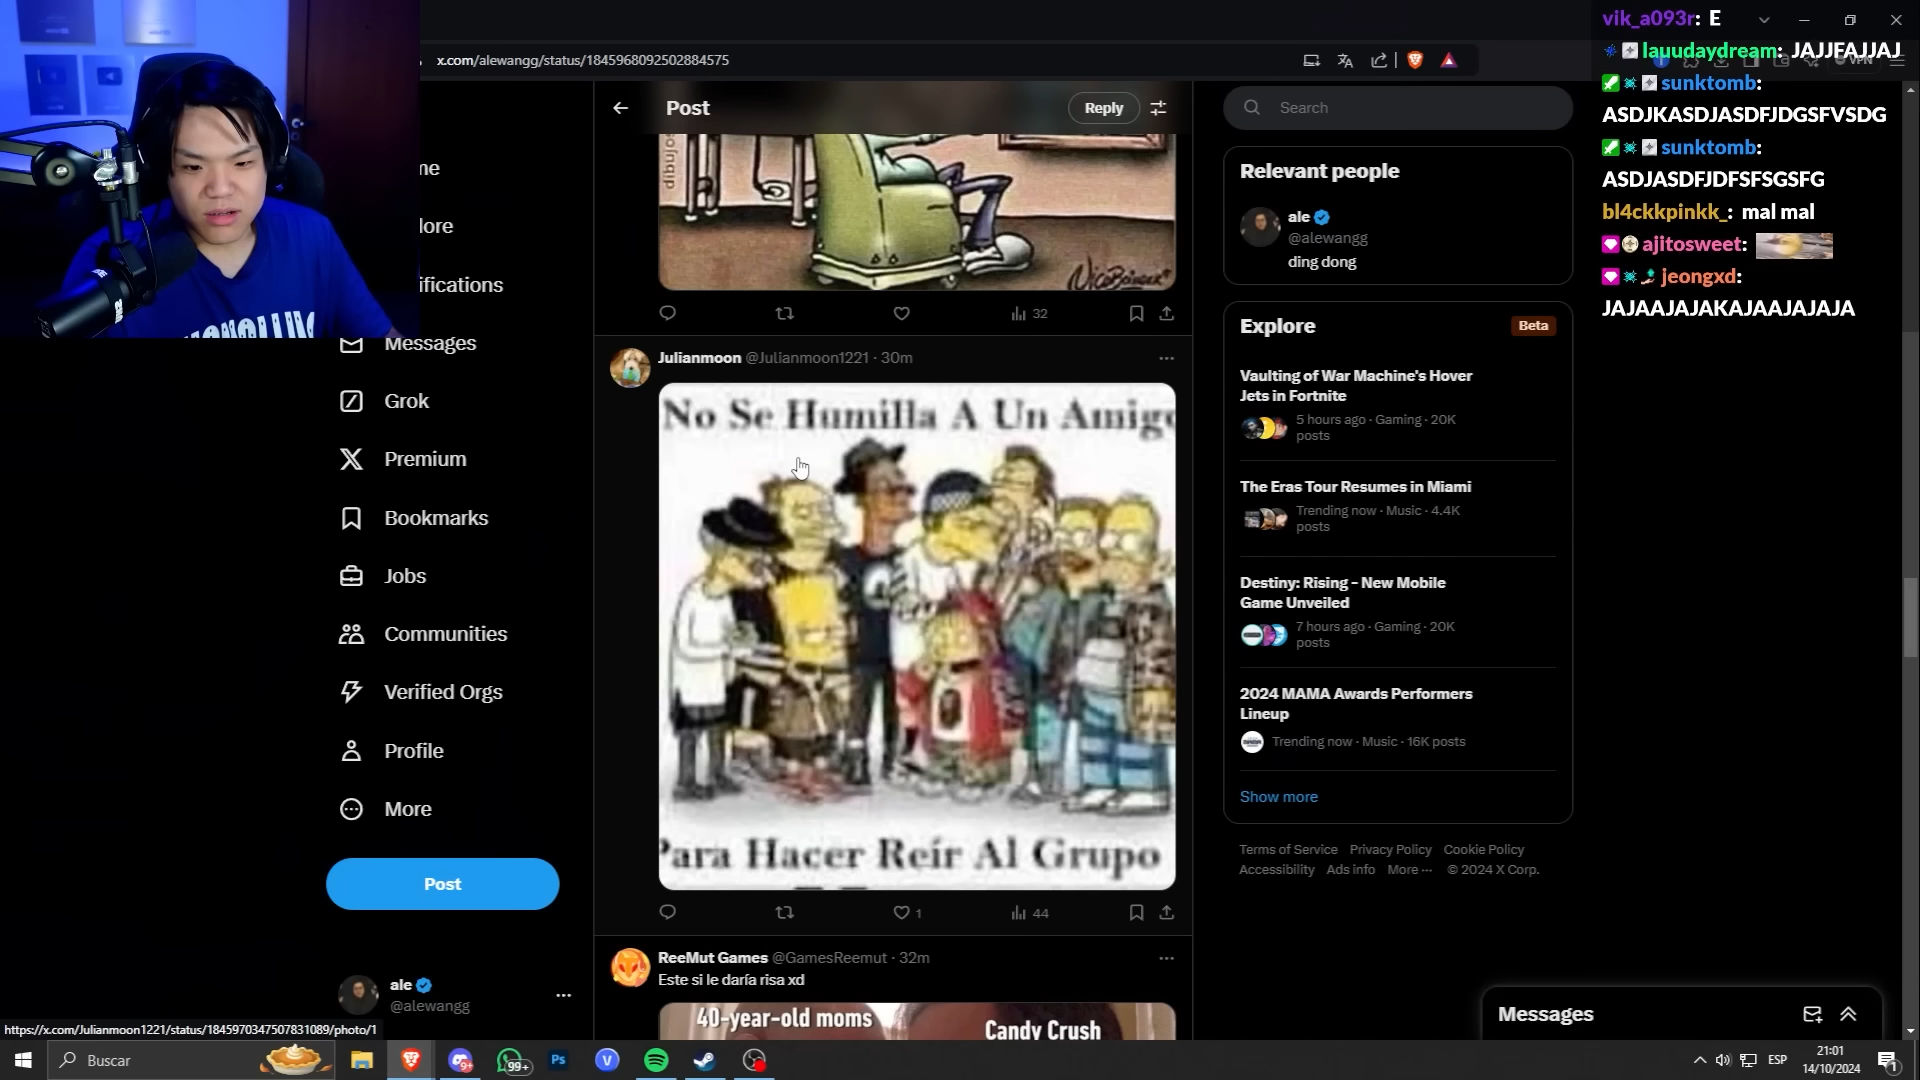 vik_a093r: E
x.com/alewangg/status/1845968092502884575
lauudaydream: JAJJFAJJAJ
VPN
sunktomb:
ASDJKASDJASDFJDGSFVSDG
sunktomb:
ASDJASDFJDFSFSGSFG
bl4ckkpinkk_: mal mal
ajitosweet:
jeongxd:
JAJAAJAJAKAJAAJAJAJA
Messages
Grok
Premium
Bookmarks
Jobs
Communities
Verified Orgs
Profile
More
Post
ale
@alewangg
https://x.com/Julianmoon1221/status/1845970347507831089/photo/1
Post
Reply
dibujo
32
Julianmoon @Julianmoon1221 · 30m
No Se Humilla A Un Amigo
Para Hacer Reír Al Grupo
1
44
ReeMut Games @GamesReemut · 32m
Este si le daría risa xd
40-year-old moms
Candy Crush
Search
Relevant people
ale
@alewangg
ding dong
Explore
Beta
Vaulting of War Machine's Hover
Jets in Fortnite
5 hours ago · Gaming · 20K
posts
The Eras Tour Resumes in Miami
Trending now · Music · 4.4K
posts
Destiny: Rising – New Mobile
Game Unveiled
7 hours ago · Gaming · 20K
posts
2024 MAMA Awards Performers
Lineup
Trending now · Music · 16K posts
Show more
Terms of Service Privacy Policy Cookie Policy
Accessibility Ads info More ··· © 2024 X Corp.
Messages
Buscar
9+
99+
Ps
V
ESP
21:01
14/10/2024
1